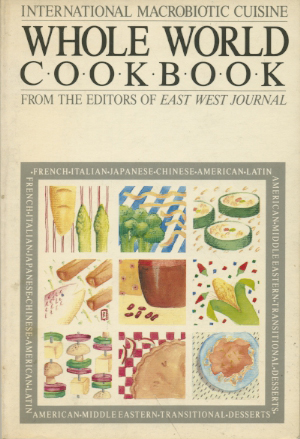 INTERNATIONAL MACROBIOTIC CUISINE
WHOLE WORLD
C·O·O·K·B·O·O·K
FROM THE EDITORS OF EAST WEST JOURNAL
·FRENCH·ITALIAN·JAPANESE·CHINESE·AMERICAN·LATIN
AMERICAN·MIDDLE EASTERN·TRANSITIONAL·DESSERTS·
FRENCH·ITALIAN·JAPANESE·CHINESE·AMERICAN·LATIN
AMERICAN·MIDDLE EASTERN·TRANSITIONAL·DESSERTS